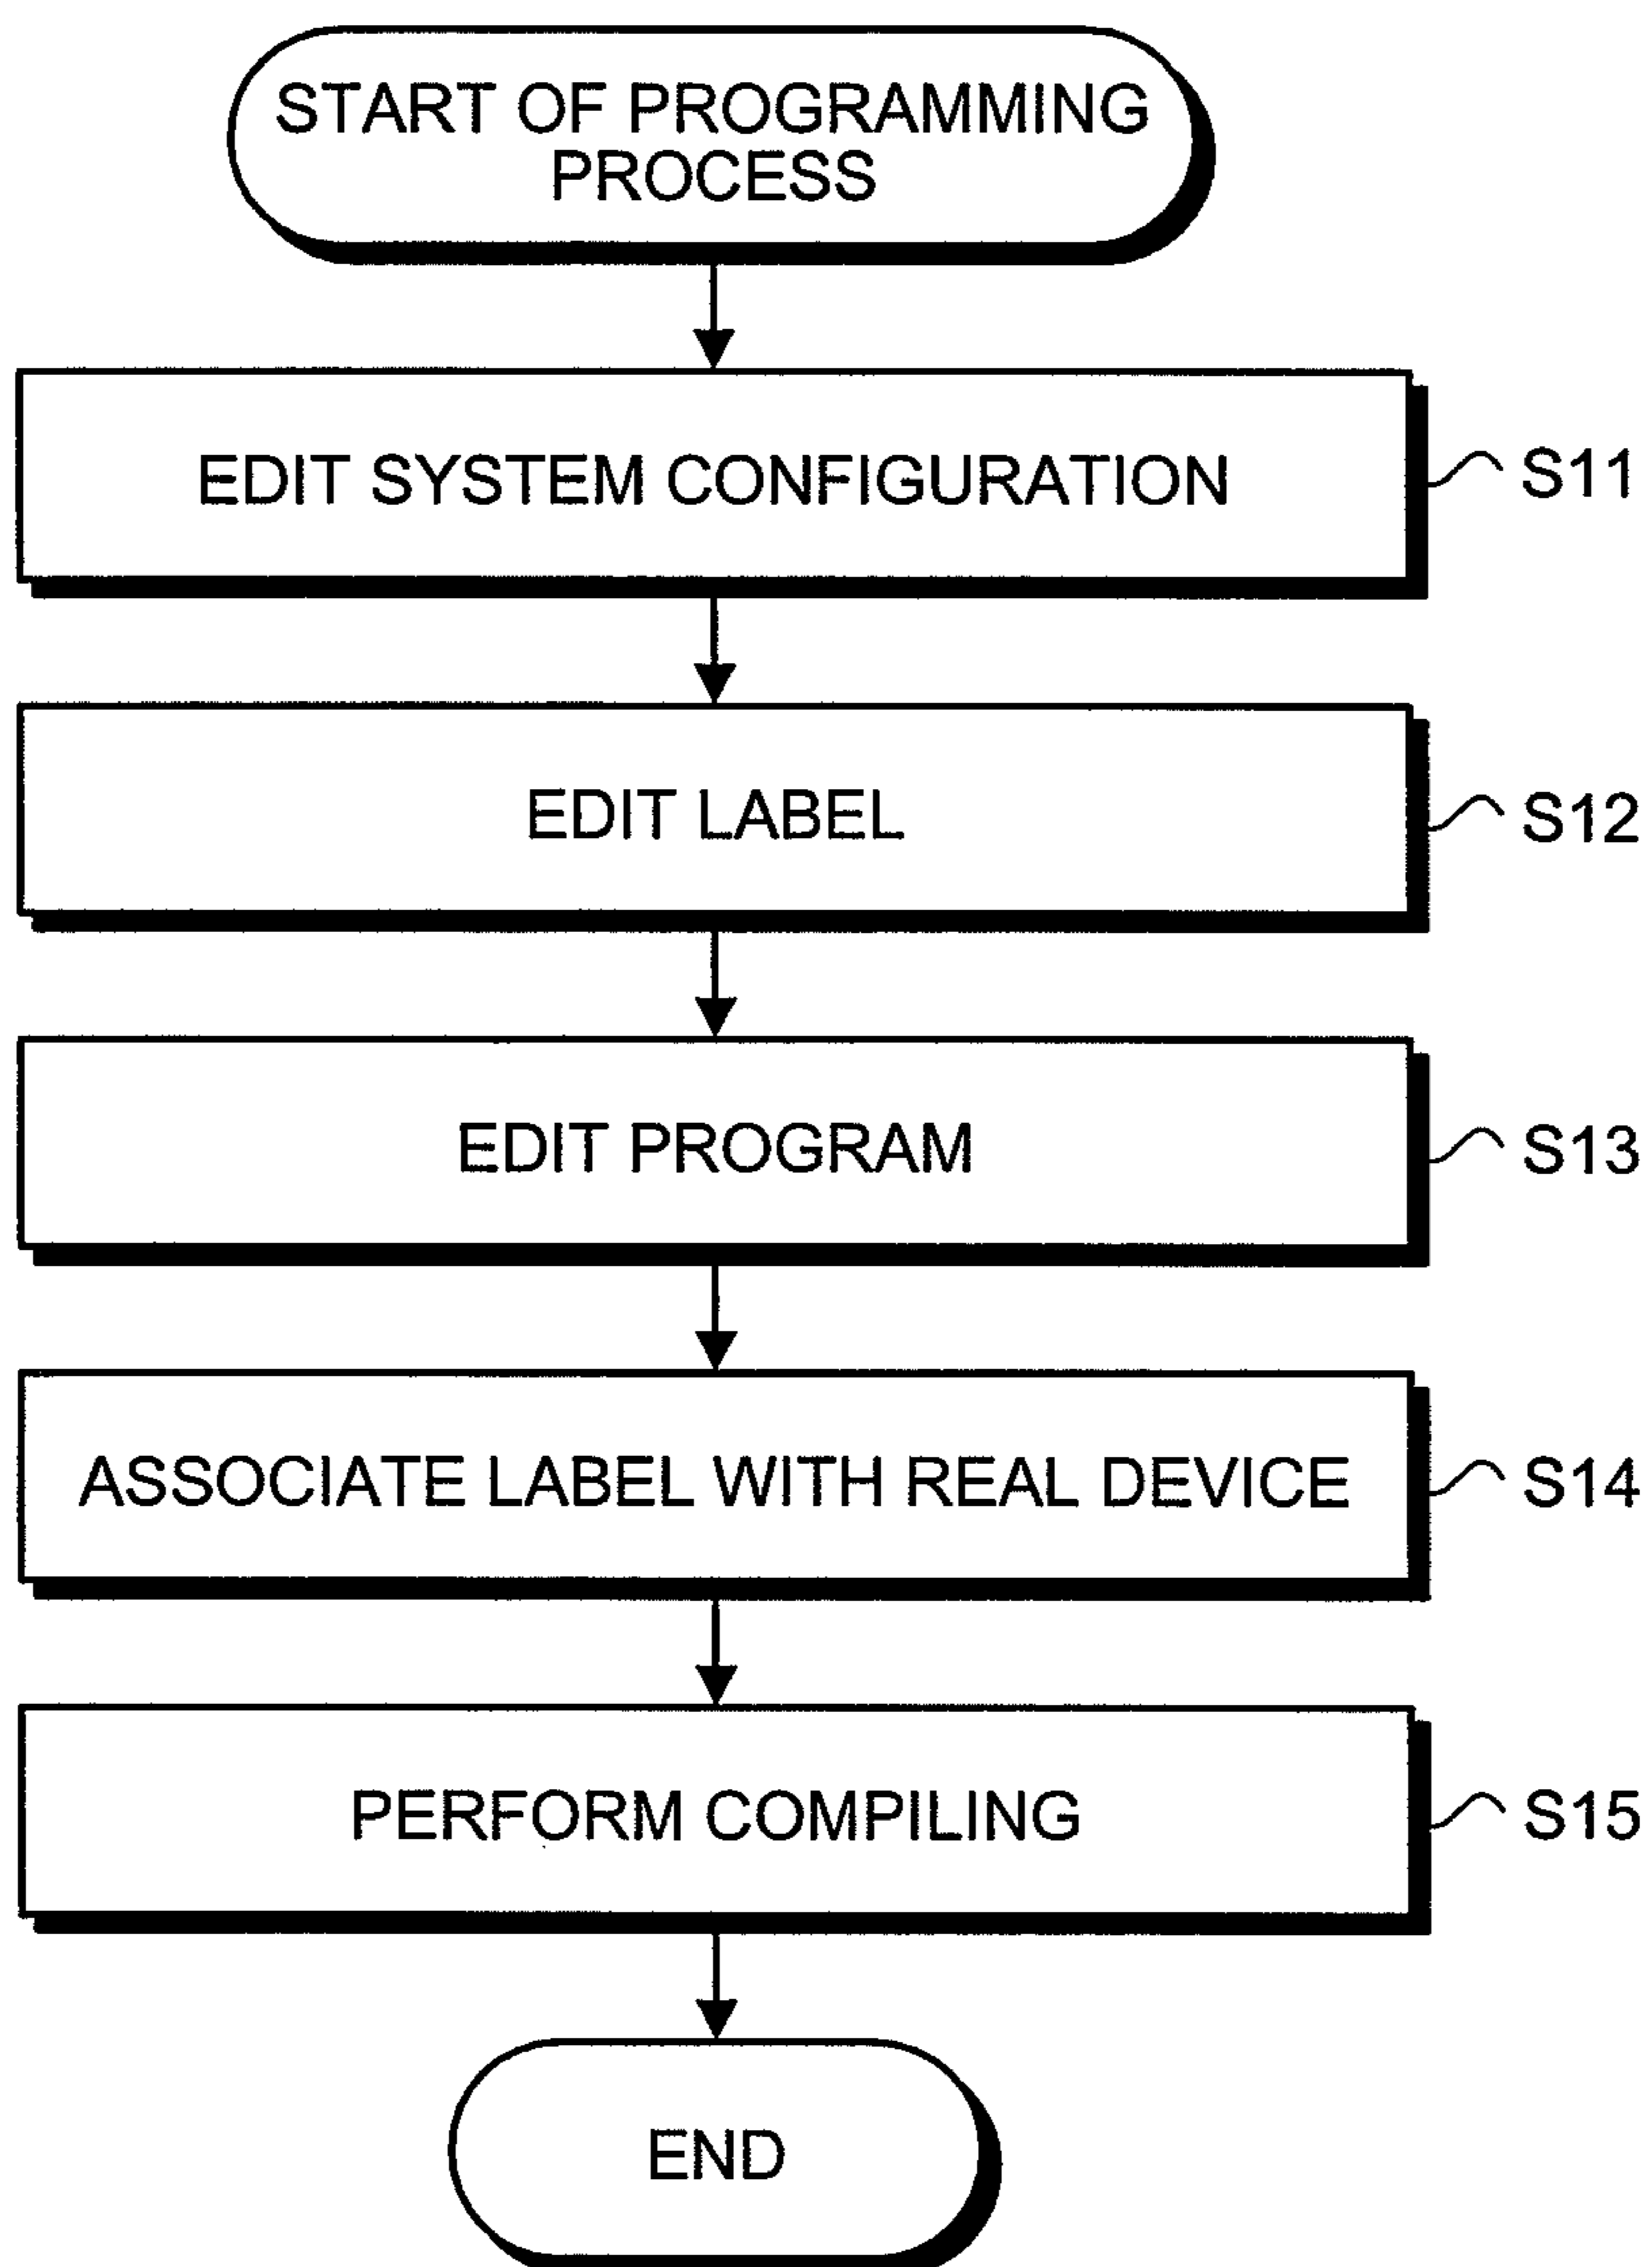 START OF PROGRAMMING
PROCESS
EDIT SYSTEM CONFIGURATION
S11
EDIT LABEL
S12
EDIT PROGRAM
S13
ASSOCIATE LABEL WITH REAL DEVICE
S14
PERFORM COMPILING
S15
END